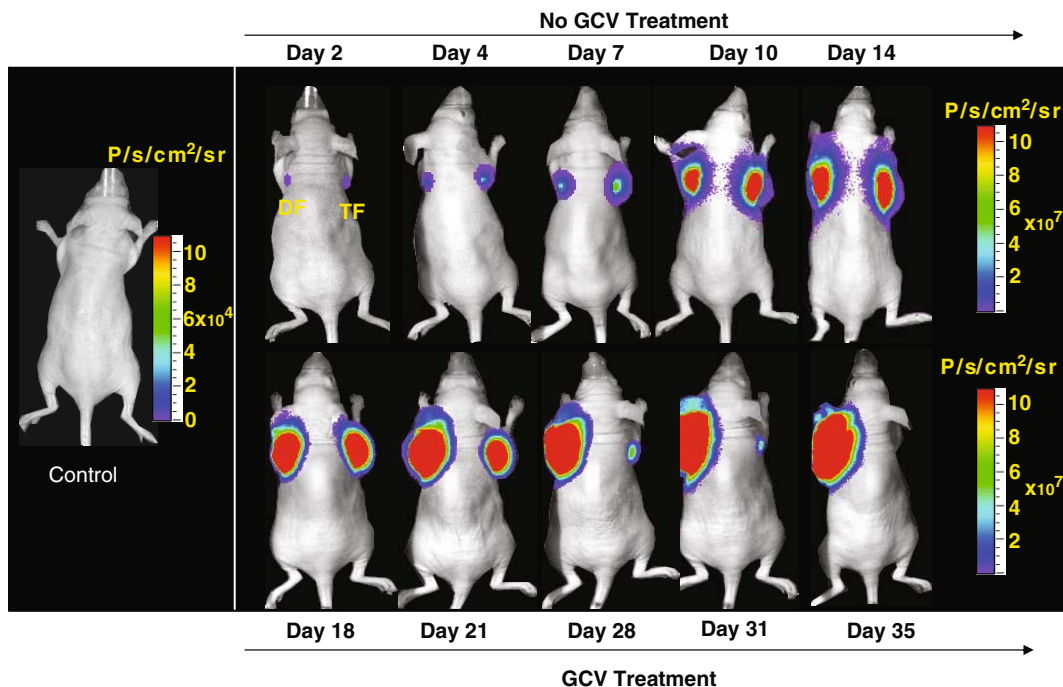 No GCV Treatment
Day 2 Day 4 Day 7 Day 10 Day 14
P/s/cm²/sr
10
8
6x10⁴
4
2
0
Control
DF TF
P/s/cm²/sr
10
8
6
x10⁷
4
2
P/s/cm²/sr
10
8
6
x10⁷
4
2
Day 18 Day 21 Day 28 Day 31 Day 35
GCV Treatment